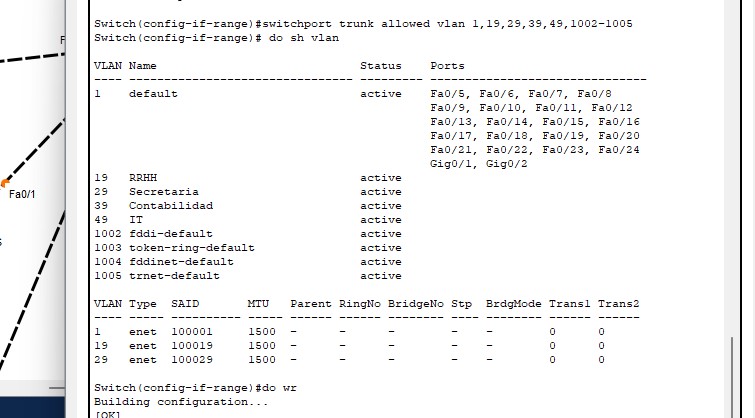 Switch(config-if-range)#switchport trunk allowed vlan 1,19,29,39,49,1002-1005
Switch(config-if-range)# do sh vlan
VLAN Name                             Status    Ports
---- -------------------------------- --------- -------------------------------
1    default                          active    Fa0/5, Fa0/6, Fa0/7, Fa0/8
                                                Fa0/9, Fa0/10, Fa0/11, Fa0/12
                                                Fa0/13, Fa0/14, Fa0/15, Fa0/16
                                                Fa0/17, Fa0/18, Fa0/19, Fa0/20
                                                Fa0/21, Fa0/22, Fa0/23, Fa0/24
                                                Gig0/1, Gig0/2
19   RRHH                             active
29   Secretaria                       active
39   Contabilidad                     active
49   IT                               active
1002 fddi-default                     active
1003 token-ring-default               active
1004 fddinet-default                  active
1005 trnet-default                    active
VLAN Type  SAID       MTU   Parent RingNo BridgeNo Stp  BrdgMode Trans1 Trans2
---- ----- ---------- ----- ------ ------ -------- ---- -------- ------ ------
1    enet  100001     1500  -      -      -        -    -        0      0
19   enet  100019     1500  -      -      -        -    -        0      0
29   enet  100029     1500  -      -      -        -    -        0      0
Switch(config-if-range)#do wr
Building configuration...
[OK]
Fa0/1